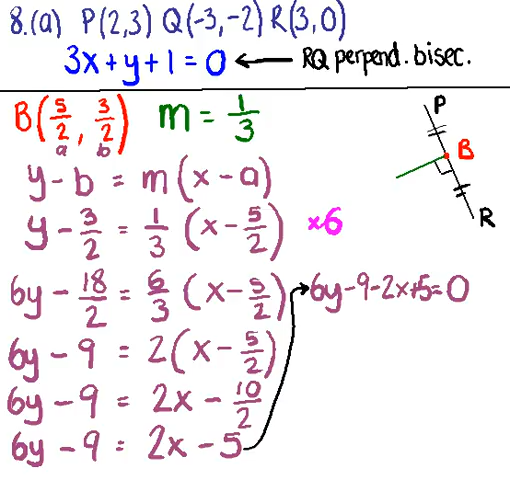 8.(a) P(2,3) Q(-3,-2) R(3,0)
3x+y+1=0 ← RQ perpend. bisec.
B(5/2, 3/2) m = 1/3
a b
P
B
R
y-b = m(x-a)
y - 3/2 = 1/3 (x - 5/2) ×6
6y - 18/2 = 6/3 (x - 5/2) → 6y-9-2x+5=0
6y - 9 = 2(x - 5/2)
6y - 9 = 2x - 10/2
6y - 9 = 2x - 5